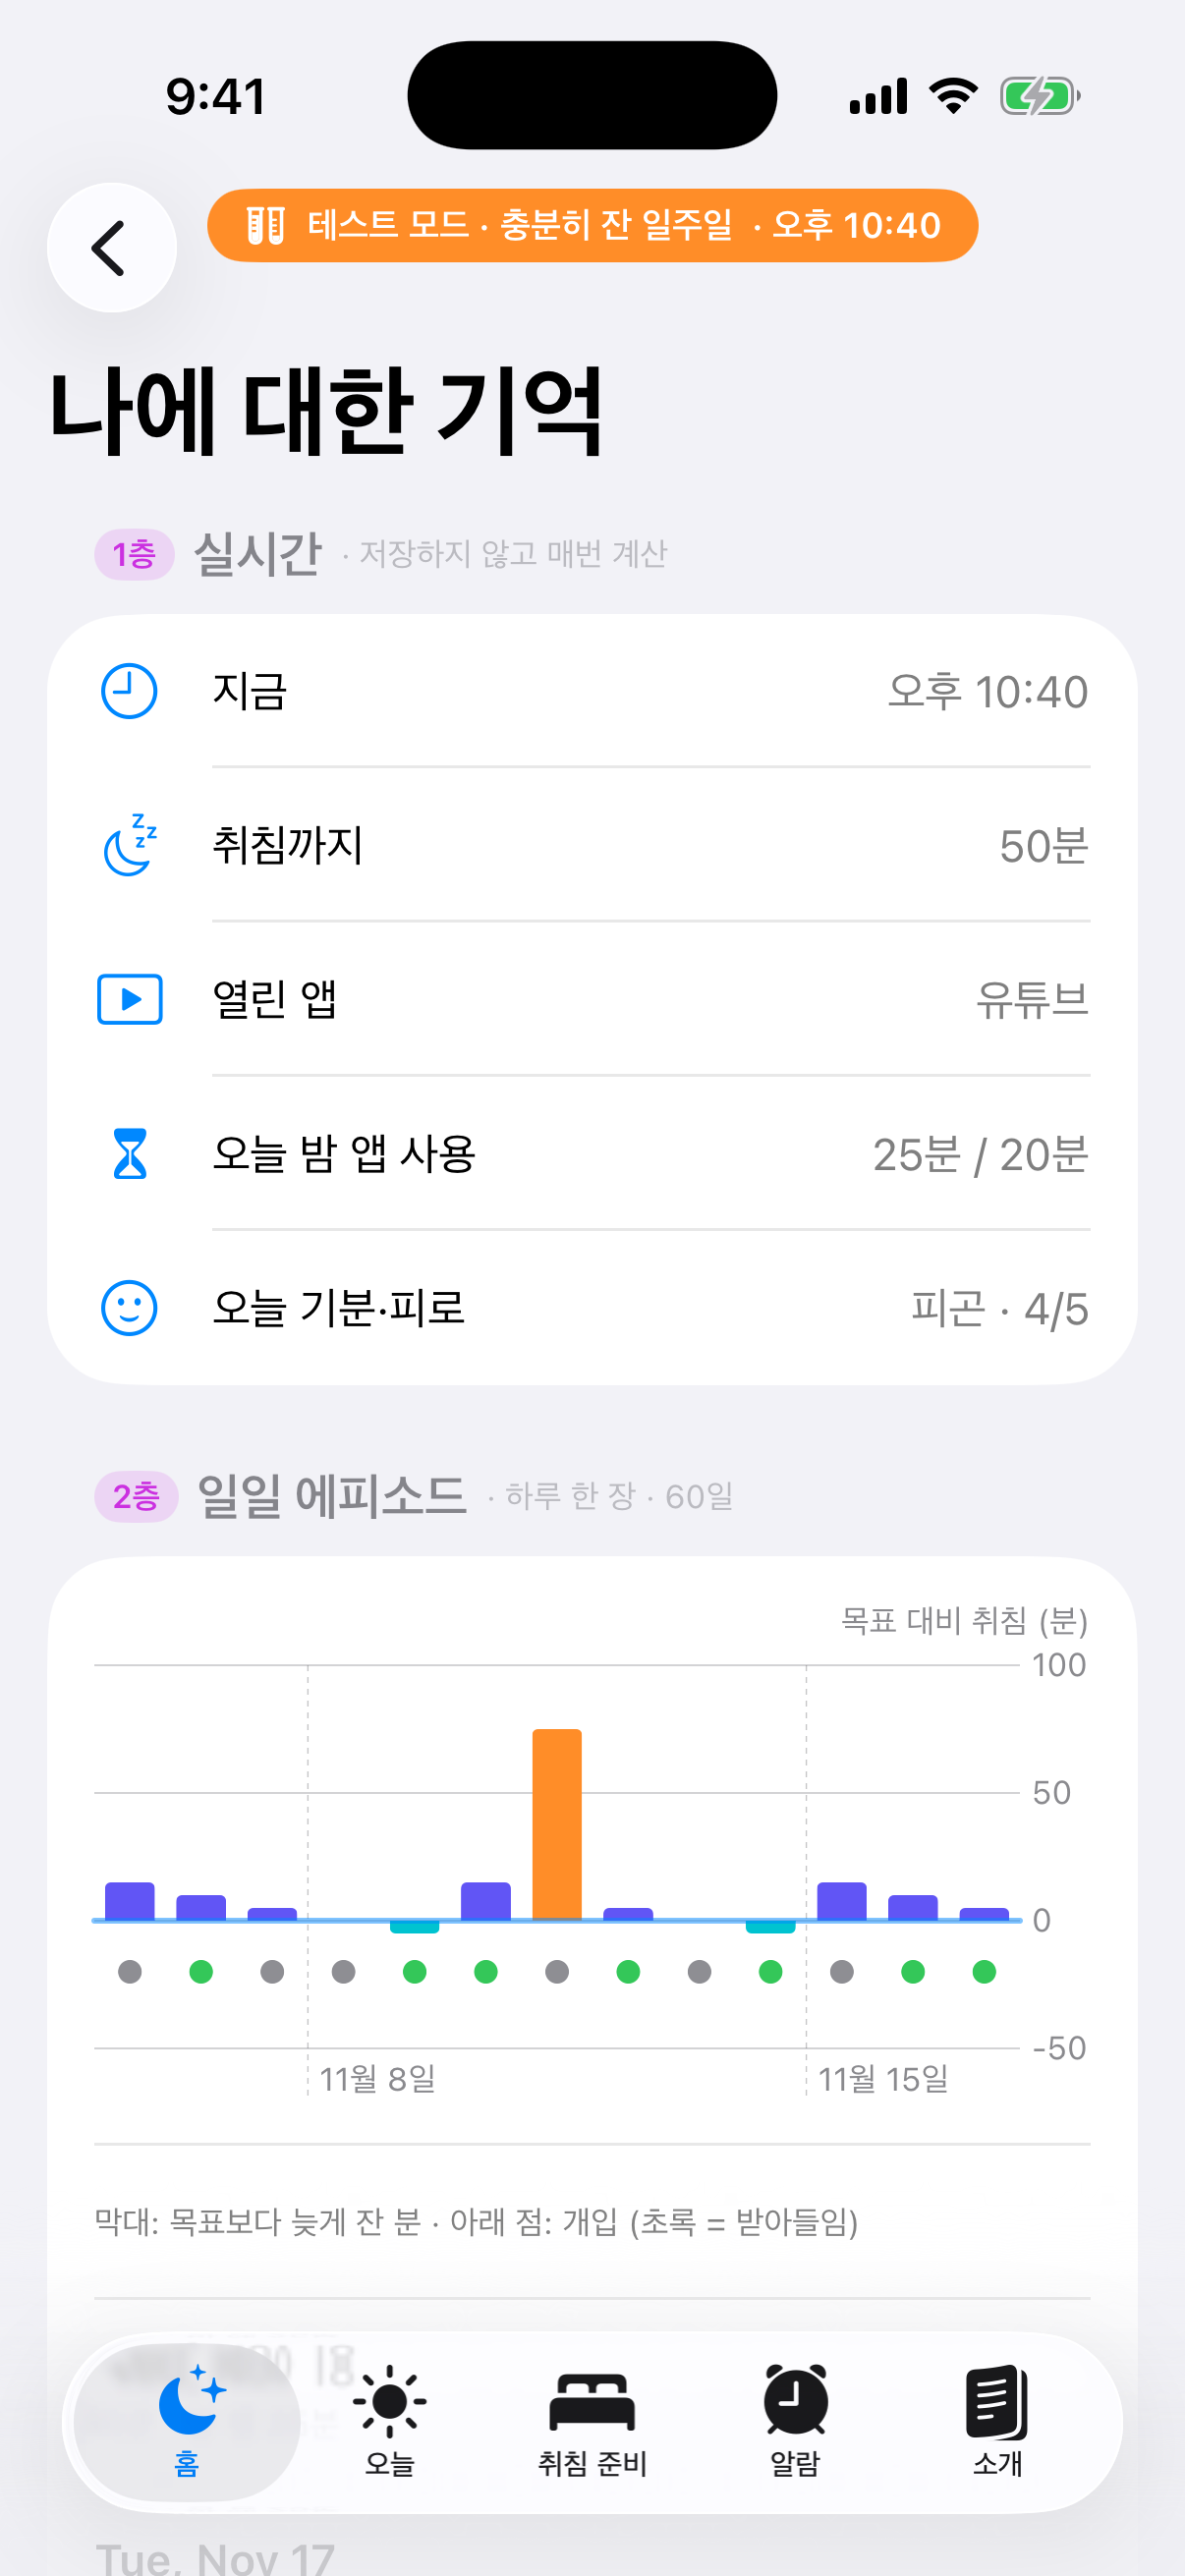 9:41
테스트 모드 · 충분히 잔 일주일 · 오후 10:40
나에 대한 기억
1층 실시간 · 저장하지 않고 매번 계산
지금 오후 10:40
취침까지 50분
열린 앱 유튜브
오늘 밤 앱 사용 25분 / 20분
오늘 기분·피로 피곤 · 4/5
2층 일일 에피소드 · 하루 한 장 · 60일
목표 대비 취침 (분)
100
50
0
-50
11월 8일 11월 15일
막대: 목표보다 늦게 잔 분 · 아래 점: 개입 (초록 = 받아들임)
홈 오늘 취침 준비 알람 소개
Tue, Nov 17